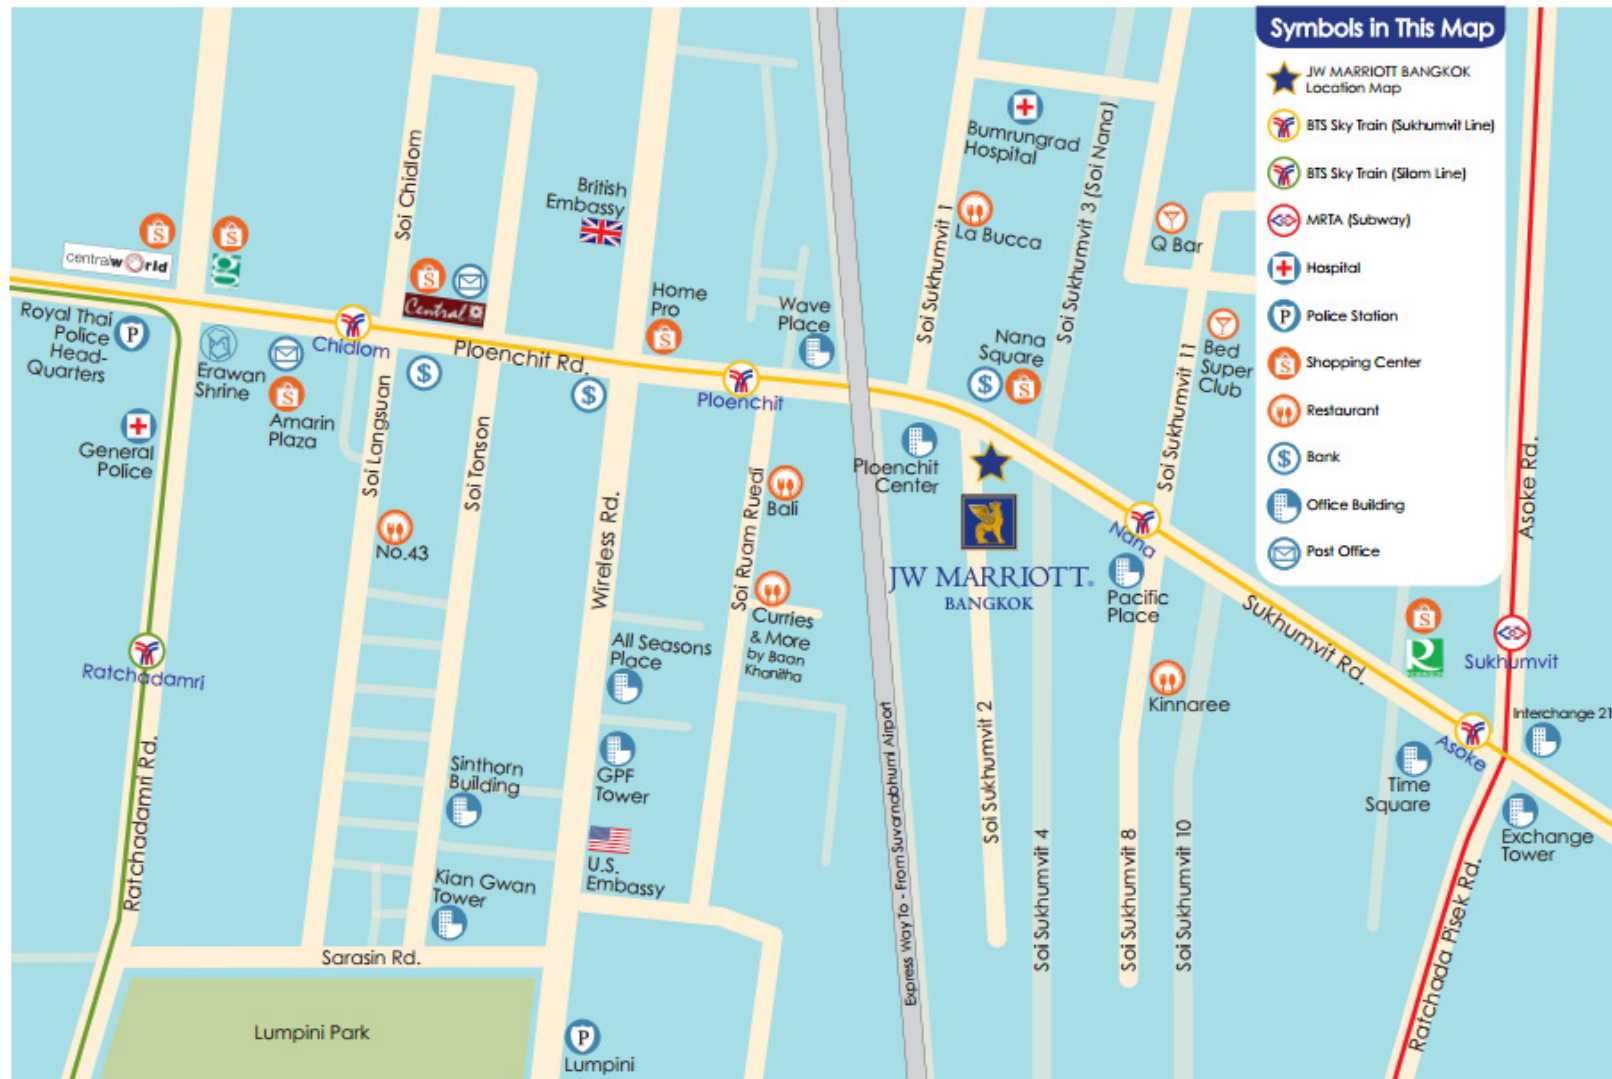 Symbols in This Map
JW MARRIOTT BANGKOK
Location Map
BTS Sky Train (Sukhumvit Line)
BTS Sky Train (Silom Line)
MRTA (Subway)
Hospital
Police Station
Shopping Center
Restaurant
Bank
Office Building
Post Office
Soi Chidlom
British
Embassy
Bumrungrad
Hospital
Soi Sukhumvit 3 (Soi Nana)
La Bucca
Q Bar
Soi Sukhumvit 1
centralw rld
Central
Home
Pro
Wave
Place
Nana
Square
Bed
Super
Club
Soi Sukhumvit 11
Asoke Rd.
Royal Thai
Police
Head-
Quarters
Erawan
Shrine
Chidlom
Ploenchit Rd.
Ploenchit
Amarin
Plaza
General
Police
Soi Langsuan
Soi Tonson
Wireless Rd.
Soi Ruam Ruedi
Bali
Ploenchit
Center
No.43
Nana
JW MARRIOTT®
BANGKOK
Pacific
Place
Sukhumvit Rd.
Curries
& More
by Baan
Khanitha
All Seasons
Place
Kinnaree
R
Sukhumvit
Ratchadamri
Interchange 21
Asoke
Time
Square
Exchange
Tower
Ratchadamri Rd.
Sinthorn
Building
GPF
Tower
U.S.
Embassy
Kian Gwan
Tower
Express Way To - From Suvarnabhumi Airport
Soi Sukhumvit 2
Soi Sukhumvit 4
Soi Sukhumvit 8
Soi Sukhumvit 10
Ratchada Pisek Rd.
Sarasin Rd.
Lumpini Park
Lumpini